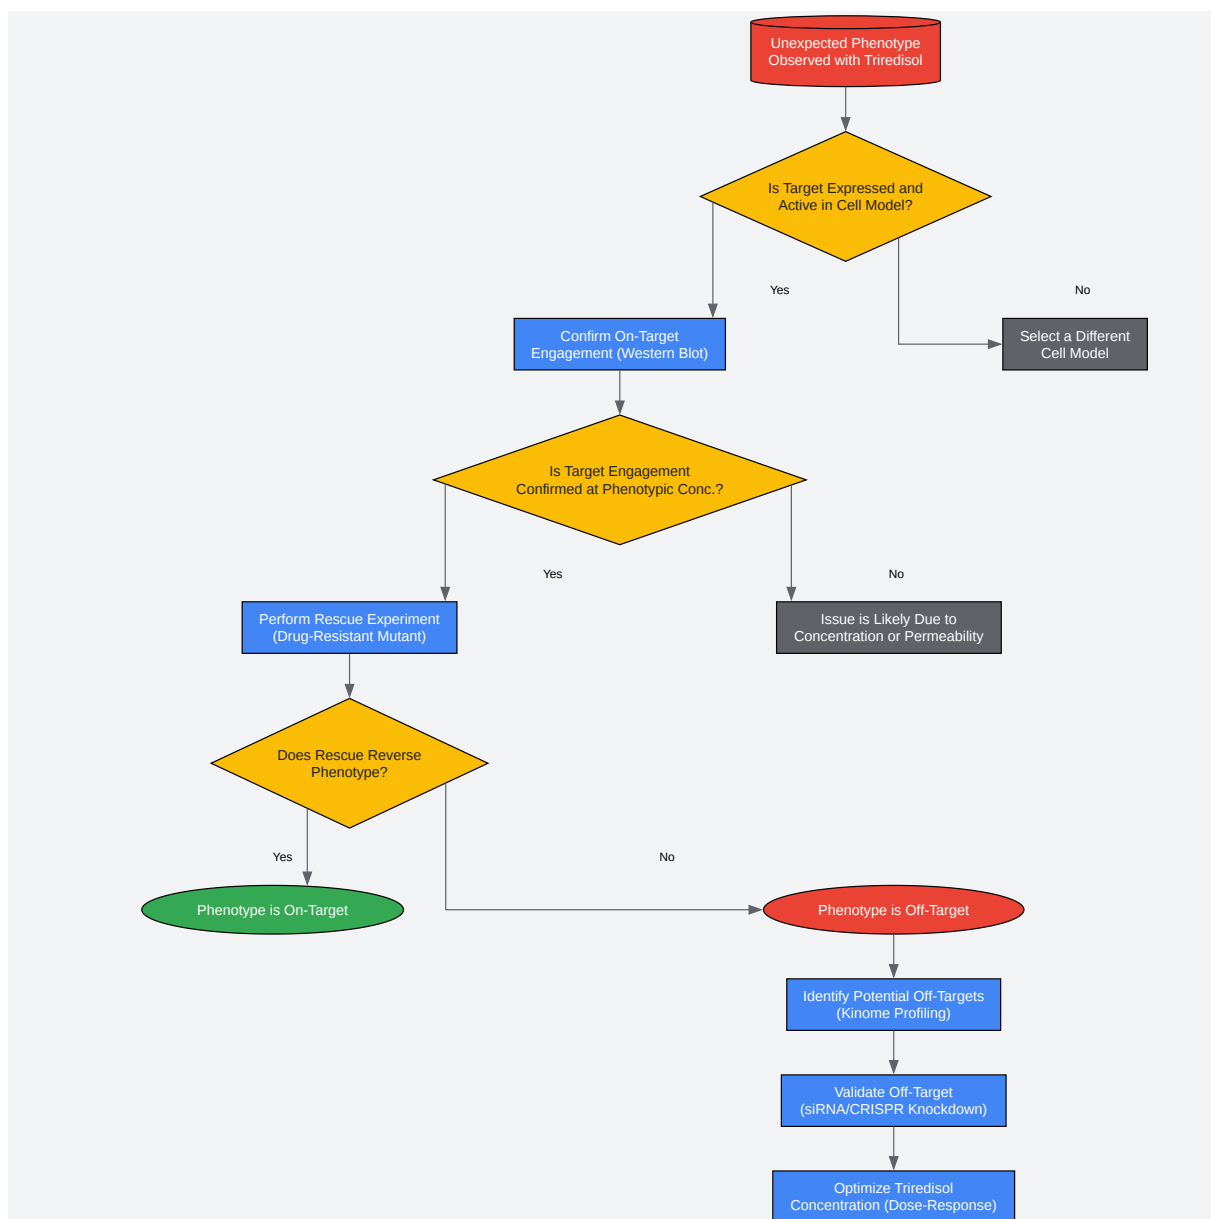 Unexpected Phenotype
Observed with Triredisol
Is Target Expressed and
Active in Cell Model?
Yes
No
Confirm On-Target
Engagement (Western Blot)
Select a Different
Cell Model
Is Target Engagement
Confirmed at Phenotypic Conc.?
Yes
No
Perform Rescue Experiment
(Drug-Resistant Mutant)
Issue is Likely Due to
Concentration or Permeability
Does Rescue Reverse
Phenotype?
Yes
No
Phenotype is On-Target
Phenotype is Off-Target
Identify Potential Off-Targets
(Kinome Profiling)
Validate Off-Target
(siRNA/CRISPR Knockdown)
Optimize Triredisol
Concentration (Dose-Response)